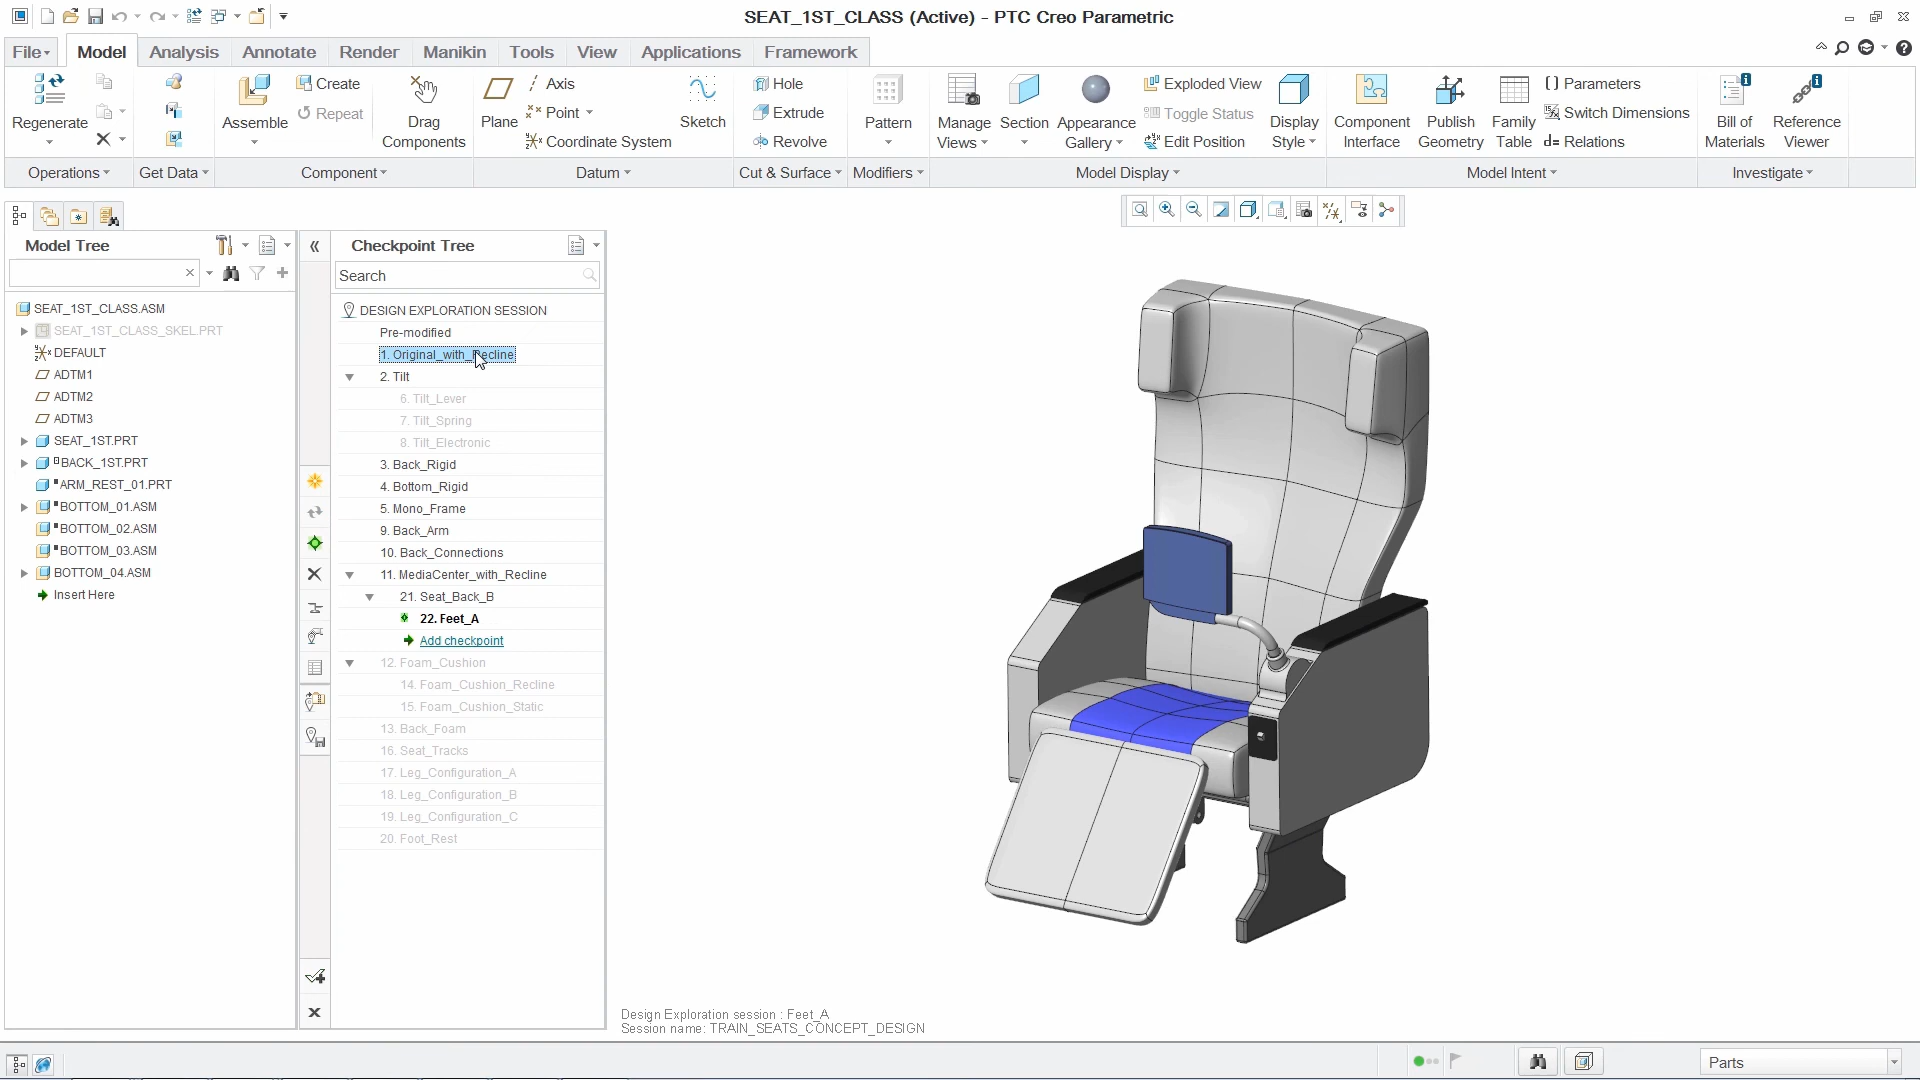 SEAT_1ST_CLASS (Active) - PTC Creo Parametric
File
Model
Analysis
Annotate
Render
Manikin
Tools
View
Applications
Framework
Regenerate
Operations
Get Data
Assemble
Create
Repeat
Drag Components
Component
Plane
Axis
Point
Coordinate System
Sketch
Datum
Hole
Extrude
Revolve
Cut & Surface
Pattern
Modifiers
Manage Views
Section
Appearance Gallery
Exploded View
Toggle Status
Edit Position
Display Style
Model Display
Component Interface
Publish Geometry
Family Table
Parameters
Switch Dimensions
d= Relations
Model Intent
Bill of Materials
Reference Viewer
Investigate
Model Tree
SEAT_1ST_CLASS.ASM
SEAT_1ST_CLASS_SKEL.PRT
DEFAULT
ADTM1
ADTM2
ADTM3
SEAT_1ST.PRT
BACK_1ST.PRT
ARM_REST_01.PRT
BOTTOM_01.ASM
BOTTOM_02.ASM
BOTTOM_03.ASM
BOTTOM_04.ASM
Insert Here
Checkpoint Tree
Search
DESIGN EXPLORATION SESSION
Pre-modified
1. Original_with_Recline
2. Tilt
6. Tilt_Lever
7. Tilt_Spring
8. Tilt_Electronic
3. Back_Rigid
4. Bottom_Rigid
5. Mono_Frame
9. Back_Arm
10. Back_Connections
11. MediaCenter_with_Recline
21. Seat_Back_B
22. Feet_A
Add checkpoint
12. Foam_Cushion
14. Foam_Cushion_Recline
15. Foam_Cushion_Static
13. Back_Foam
16. Seat_Tracks
17. Leg_Configuration_A
18. Leg_Configuration_B
19. Leg_Configuration_C
20. Foot_Rest
Design Exploration session : Feet_A
Session name: TRAIN_SEATS_CONCEPT_DESIGN
Parts